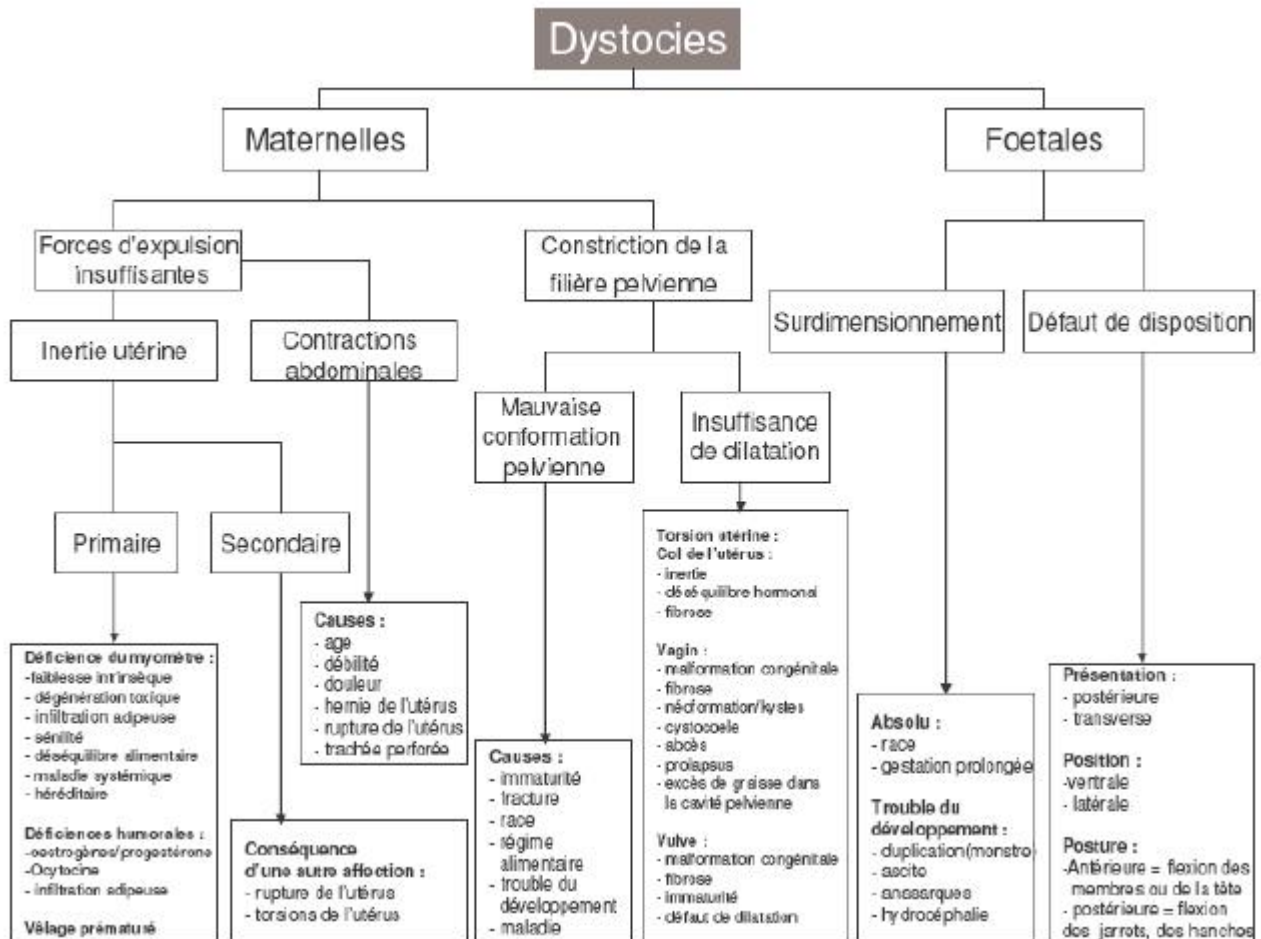 Dystocies
Maternelles
Foetales
Forces d'expulsion
insuffisantes
Constriction de la
filière pelvienne
Surdimensionnement
Défaut de disposition
Inertie utérine
Contractions
abdominales
Mauvaise
conformation
pelvienne
Insuffisance
de dilatation
Primaire
Secondaire
Déficience du myomètre :
-faiblesse intrinsèque
- dégénération toxique
- infiltration adipeuse
- sénilité
- déséquilibre alimentaire
- maladie systémique
- héréditaire
Déficiences humorales :
-oestrogènes/progestérone
-Ocytocine
- infiltration adipeuse
Vêlage prématuré
Conséquence
d'une autre affection :
- rupture de l'utérus
- torsions de l'utérus
Causes :
- age
- débilité
- douleur
- hernie de l'utérus
- rupture de l'utérus
- trachée perforée
Causes :
- immaturité
- fracture
- race
- régime
alimentaire
- trouble du
développement
- maladie
Torsion utérine :
Col de l'utérus :
- inertie
- déséquilibre hormonal
- fibrose
Vagin :
- malformation congénitale
- fibrose
- néoformation/kystes
- cystocoele
- abcès
- prolapsus
- excès de graisse dans
la cavité pelvienne
Vulve :
- malformation congénitale
- fibrose
- immaturité
- défaut de dilatation
Absolu :
- race
- gestation prolongée
Trouble du
développement :
- duplication(monstre)
- ascite
- anasarques
- hydrocéphalie
Présentation :
- postérieure
- transverse
Position :
-ventrale
- latérale
Posture :
-Antérieure = flexion des
membres ou de la tête
- postérieure = flexion
des jarrets, des hanches